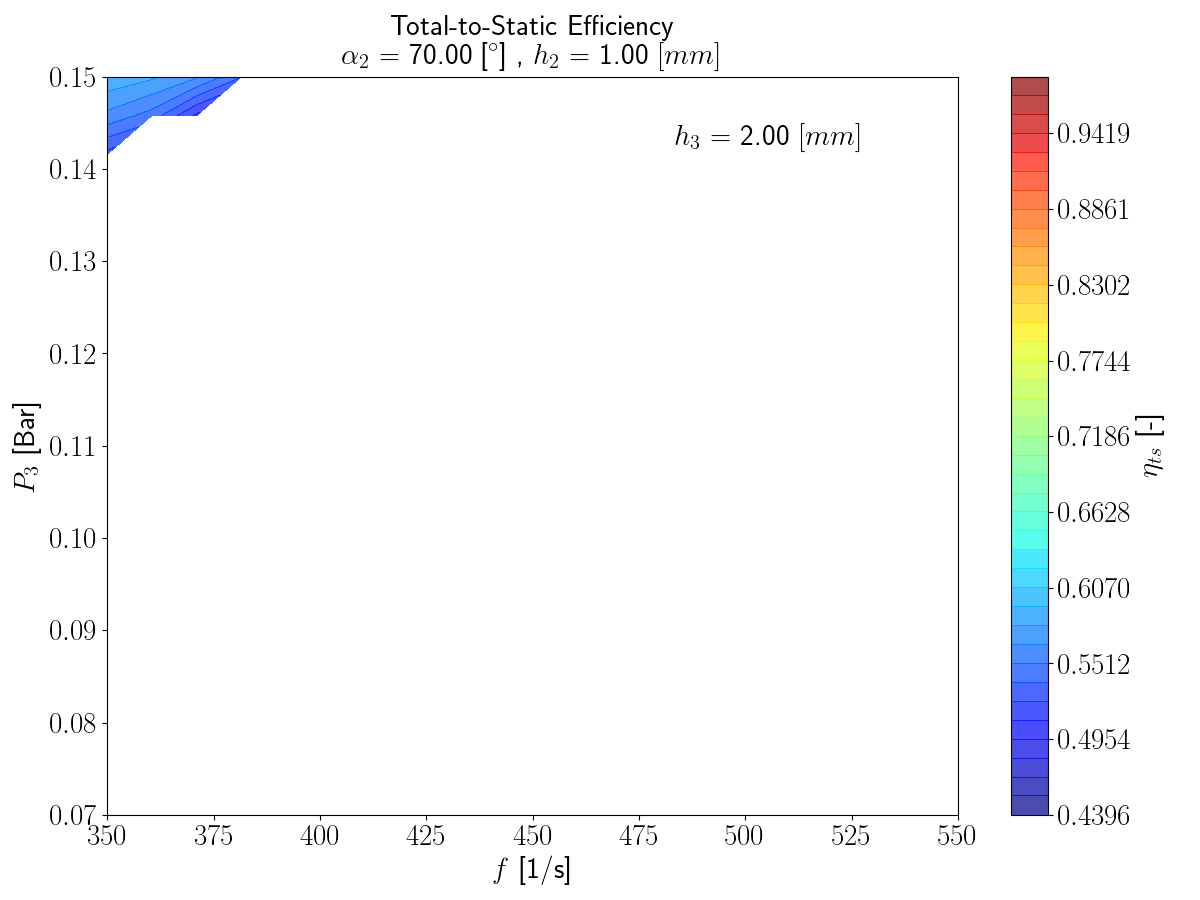 Total-to-Static Efficiency
α₂ = 70.00 [°] , h₂ = 1.00 [mm]
h₃ = 2.00 [mm]
P₃ [Bar]
0.15
0.14
0.13
0.12
0.11
0.10
0.09
0.08
0.07
350 375 400 425 450 475 500 525 550
f [1/s]
0.9419
0.8861
0.8302
0.7744
0.7186
0.6628
0.6070
0.5512
0.4954
0.4396
η_ts [-]